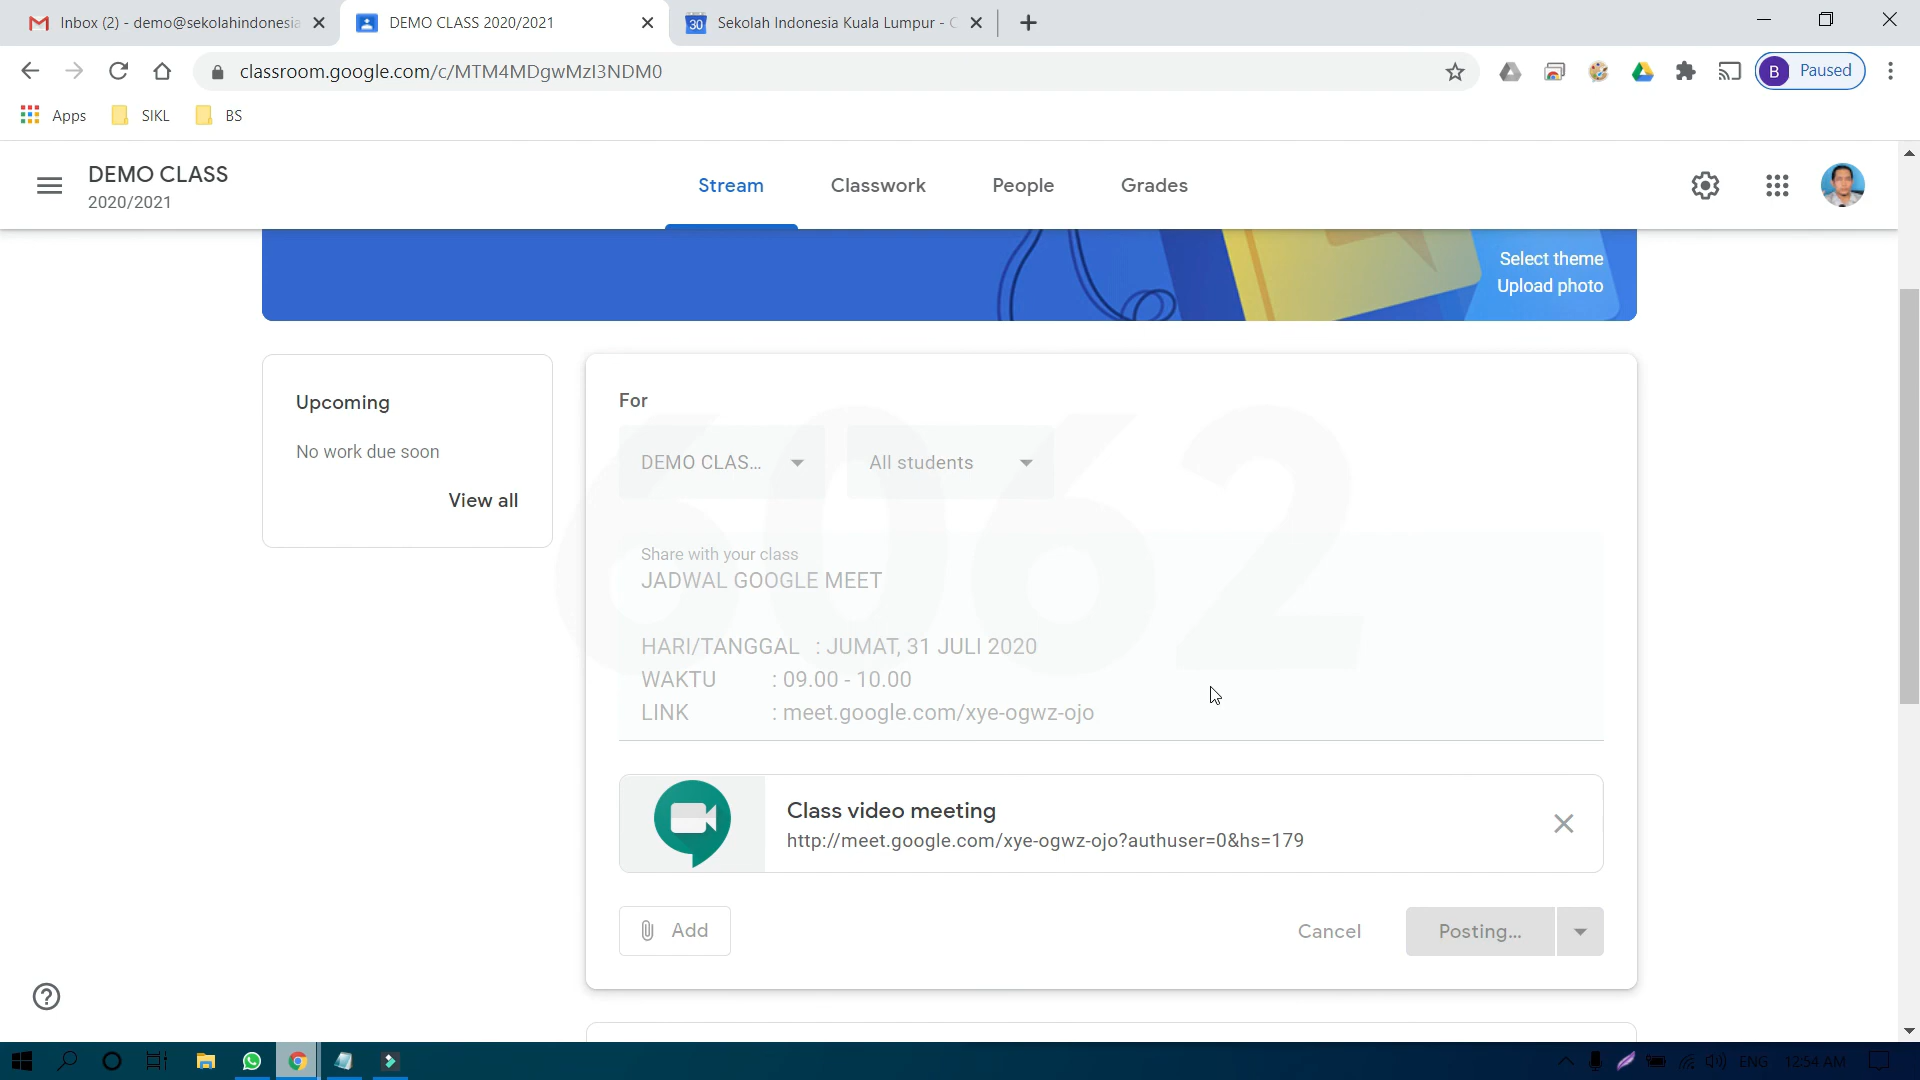 Inbox (2) - demo@sekolahindonesia
DEMO CLASS 2020/2021
30
Sekolah Indonesia Kuala Lumpur - C
classroom.google.com/c/MTM4MDgwMzI3NDM0
B
Paused
Apps
SIKL
BS
DEMO CLASS
2020/2021
Stream
Classwork
People
Grades
Select theme
Upload photo
Upcoming
No work due soon
View all
For
DEMO CLAS...
All students
6062
Share with your class
JADWAL GOOGLE MEET
HARI/TANGGAL : JUMAT, 31 JULI 2020
WAKTU : 09.00 - 10.00
LINK : meet.google.com/xye-ogwz-ojo
Class video meeting
http://meet.google.com/xye-ogwz-ojo?authuser=0&hs=179
Add
Cancel
Posting...
ENG
12:54 AM